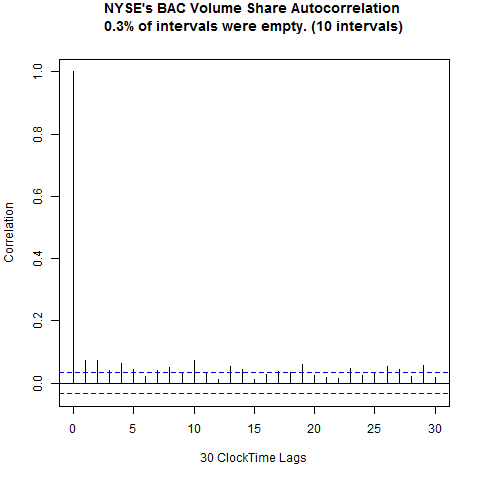 NYSE's BAC Volume Share Autocorrelation
0.3% of intervals were empty. (10 intervals)
Correlation
1.0
0.8
0.6
0.4
0.2
0.0
0 5 10 15 20 25 30
30 ClockTime Lags